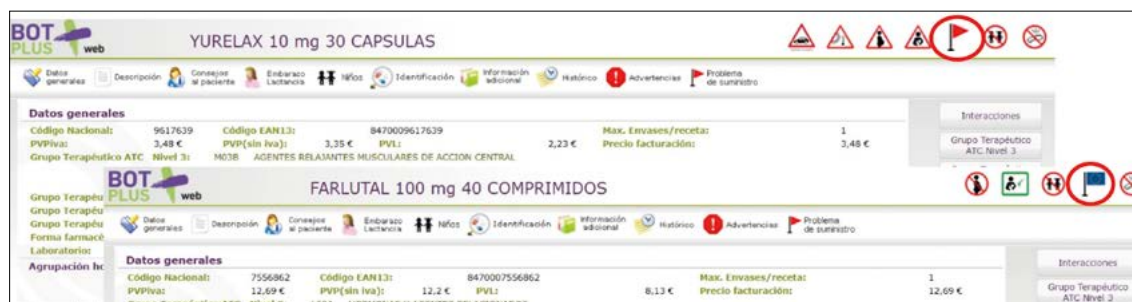 BOT PLUS web
YURELAX 10 mg 30 CAPSULAS
Datos generales Descripción Consejos al paciente Embarazo Lactancia Niños Identificación Información adicional Histórico Advertencias Problema de suministro
Datos generales
Código Nacional: 9617639 Código EAN13: 8470009617639 Max. Envases/receta: 1
PVPiva: 3,48 € PVP(sin iva): 3,35 € PVL: 2,23 € Precio facturación: 3,48 €
Grupo Terapéutico ATC Nivel 3: M03B AGENTES RELAJANTES MUSCULARES DE ACCION CENTRAL
Interacciones
Grupo Terapéutico ATC Nivel 3
Grupo Terapéu
Grupo Terapéu
Grupo Terapéu
Forma farmacé
Laboratorio:
Agrupación ho
BOT PLUS web
FARLUTAL 100 mg 40 COMPRIMIDOS
Datos generales Descripción Consejos al paciente Embarazo Lactancia Niños Identificación Información adicional Histórico Advertencias Problema de suministro
Datos generales
Código Nacional: 7556862 Código EAN13: 8470007556862 Max. Envases/receta: 1
PVPiva: 12,69 € PVP(sin iva): 12,2 € PVL: 8,13 € Precio facturación: 12,69 €
Interacciones
Grupo Terapéutico ATC Nivel 3